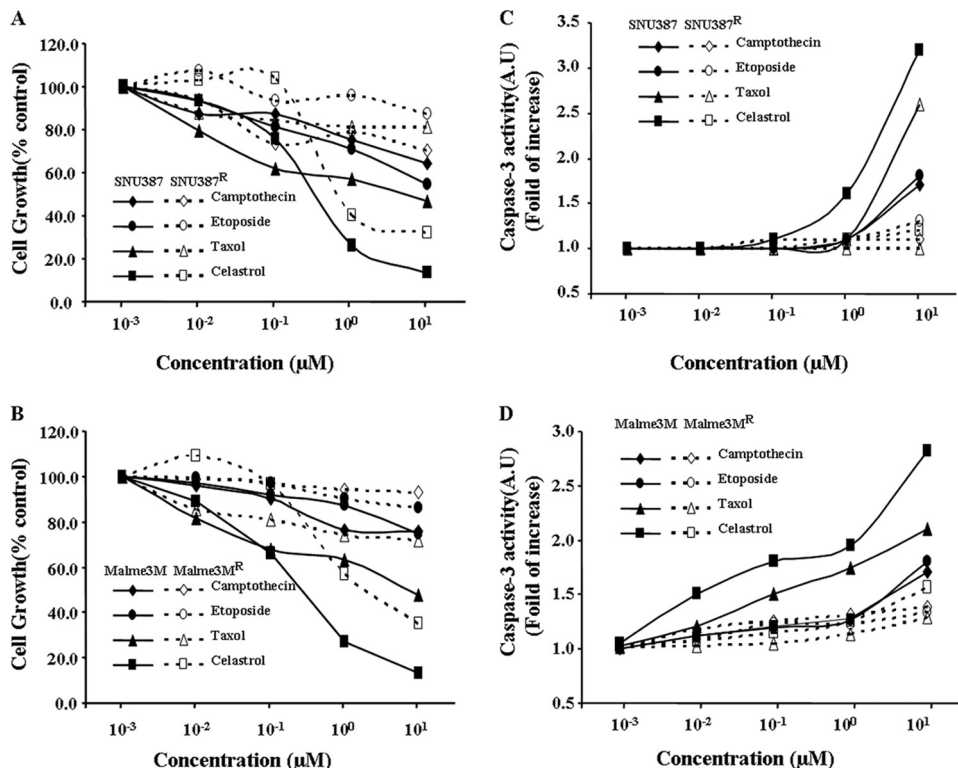 A
Cell Growth(% control)
120.0
100.0
80.0
60.0
40.0
20.0
0.0
SNU387 SNU387R
Camptothecin
Etoposide
Taxol
Celastrol
10-3 10-2 10-1 100 101
Concentration (μM)
C
Caspase-3 activity(A.U)
(Foild of increase)
3.5
3.0
2.5
2.0
1.5
1.0
0.5
SNU387 SNU387R
Camptothecin
Etoposide
Taxol
Celastrol
10-3 10-2 10-1 100 101
Concentration (μM)
B
Cell Growth(% control)
120.0
100.0
80.0
60.0
40.0
20.0
0.0
Malme3M Malme3MR
Camptothecin
Etoposide
Taxol
Celastrol
10-3 10-2 10-1 100 101
Concentration (μM)
D
Caspase-3 activity(A.U)
(Foild of increase)
3.0
2.5
2.0
1.5
1.0
0.5
Malme3M Malme3MR
Camptothecin
Etoposide
Taxol
Celastrol
10-3 10-2 10-1 100 101
Concentration (μM)